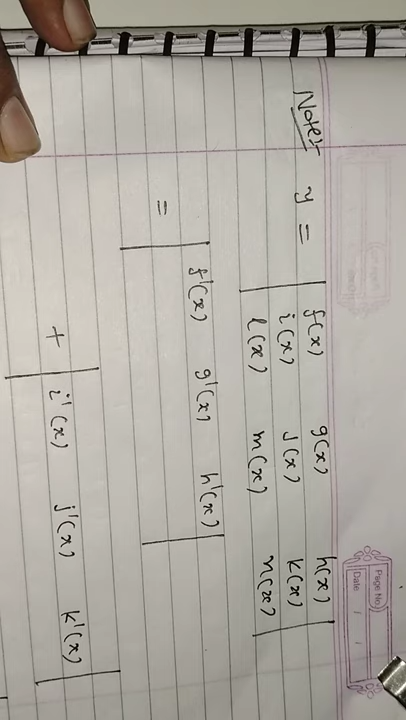 Page No.
Date / /
Note:- y = | f(x) g(x) h(x) |
| i(x) j(x) k(x) |
| l(x) m(x) n(x) |
= | f'(x) g'(x) h'(x) |
+ | i'(x) j'(x) k'(x) |